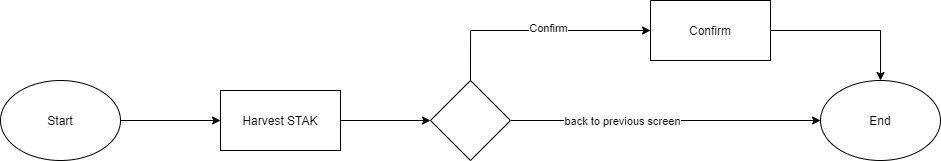 Start
Harvest STAK
Confirm
Confirm
back to previous screen
End